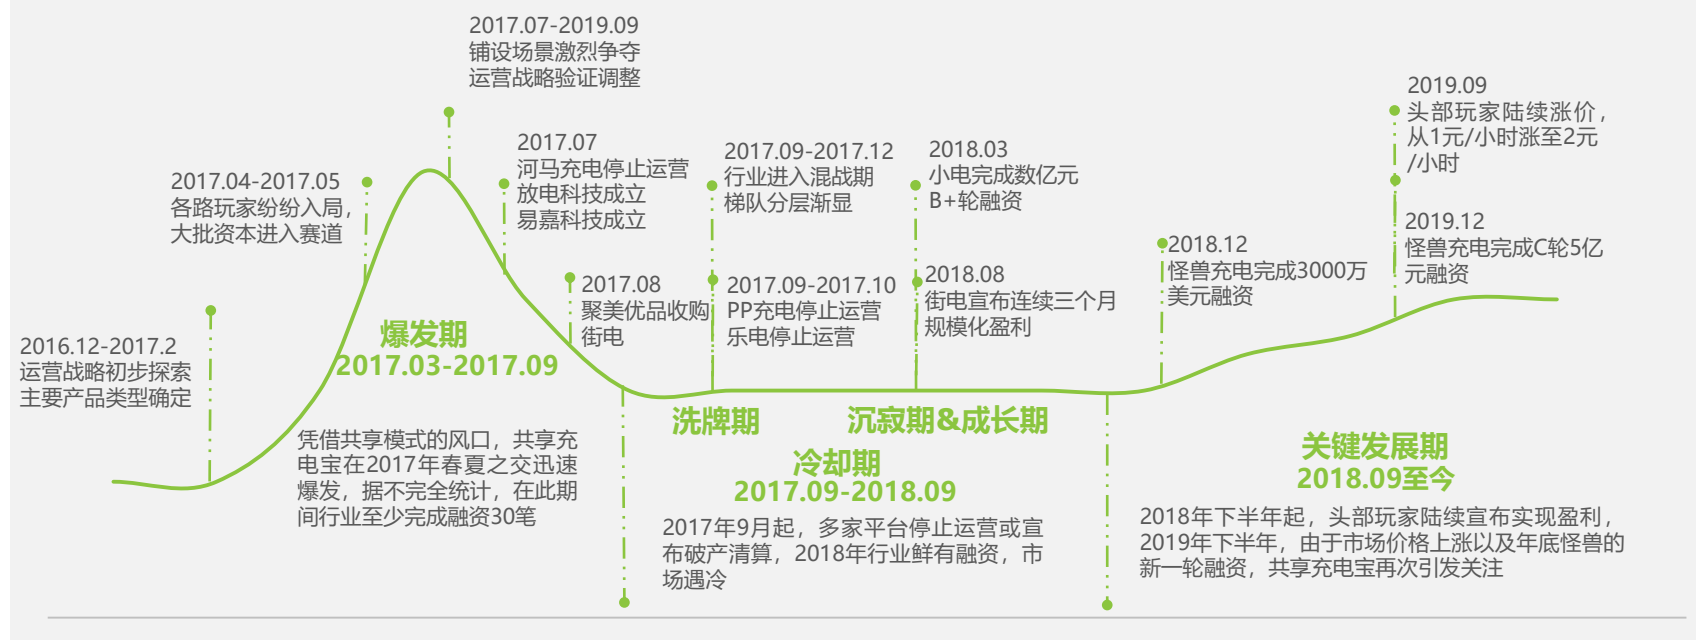 2017.07-2019.09
铺设场景激烈争夺
运营战略验证调整
2017.04-2017.05
各路玩家纷纷入局，
大批资本进入赛道
2017.07
河马充电停止运营
放电科技成立
易嘉科技成立
2017.09-2017.12
行业进入混战期
梯队分层渐显
2018.03
小电完成数亿元
B+轮融资
2019.09
头部玩家陆续涨价，
从1元/小时涨至2元
/小时
2016.12-2017.2
运营战略初步探索
主要产品类型确定
2017.08
聚美优品收购
街电
2017.09-2017.10
PP充电停止运营
乐电停止运营
2018.08
街电宣布连续三个月
规模化盈利
2018.12
怪兽充电完成3000万
美元融资
2019.12
怪兽充电完成C轮5亿
元融资
爆发期
2017.03-2017.09
凭借共享模式的风口，共享充
电宝在2017年春夏之交迅速
爆发，据不完全统计，在此期
间行业至少完成融资30笔
洗牌期
沉寂期&成长期
冷却期
2017.09-2018.09
2017年9月起，多家平台停止运营或宣
布破产清算，2018年行业鲜有融资，市
场遇冷
关键发展期
2018.09至今
2018年下半年起，头部玩家陆续宣布实现盈利，
2019年下半年，由于市场价格上涨以及年底怪兽的
新一轮融资，共享充电宝再次引发关注